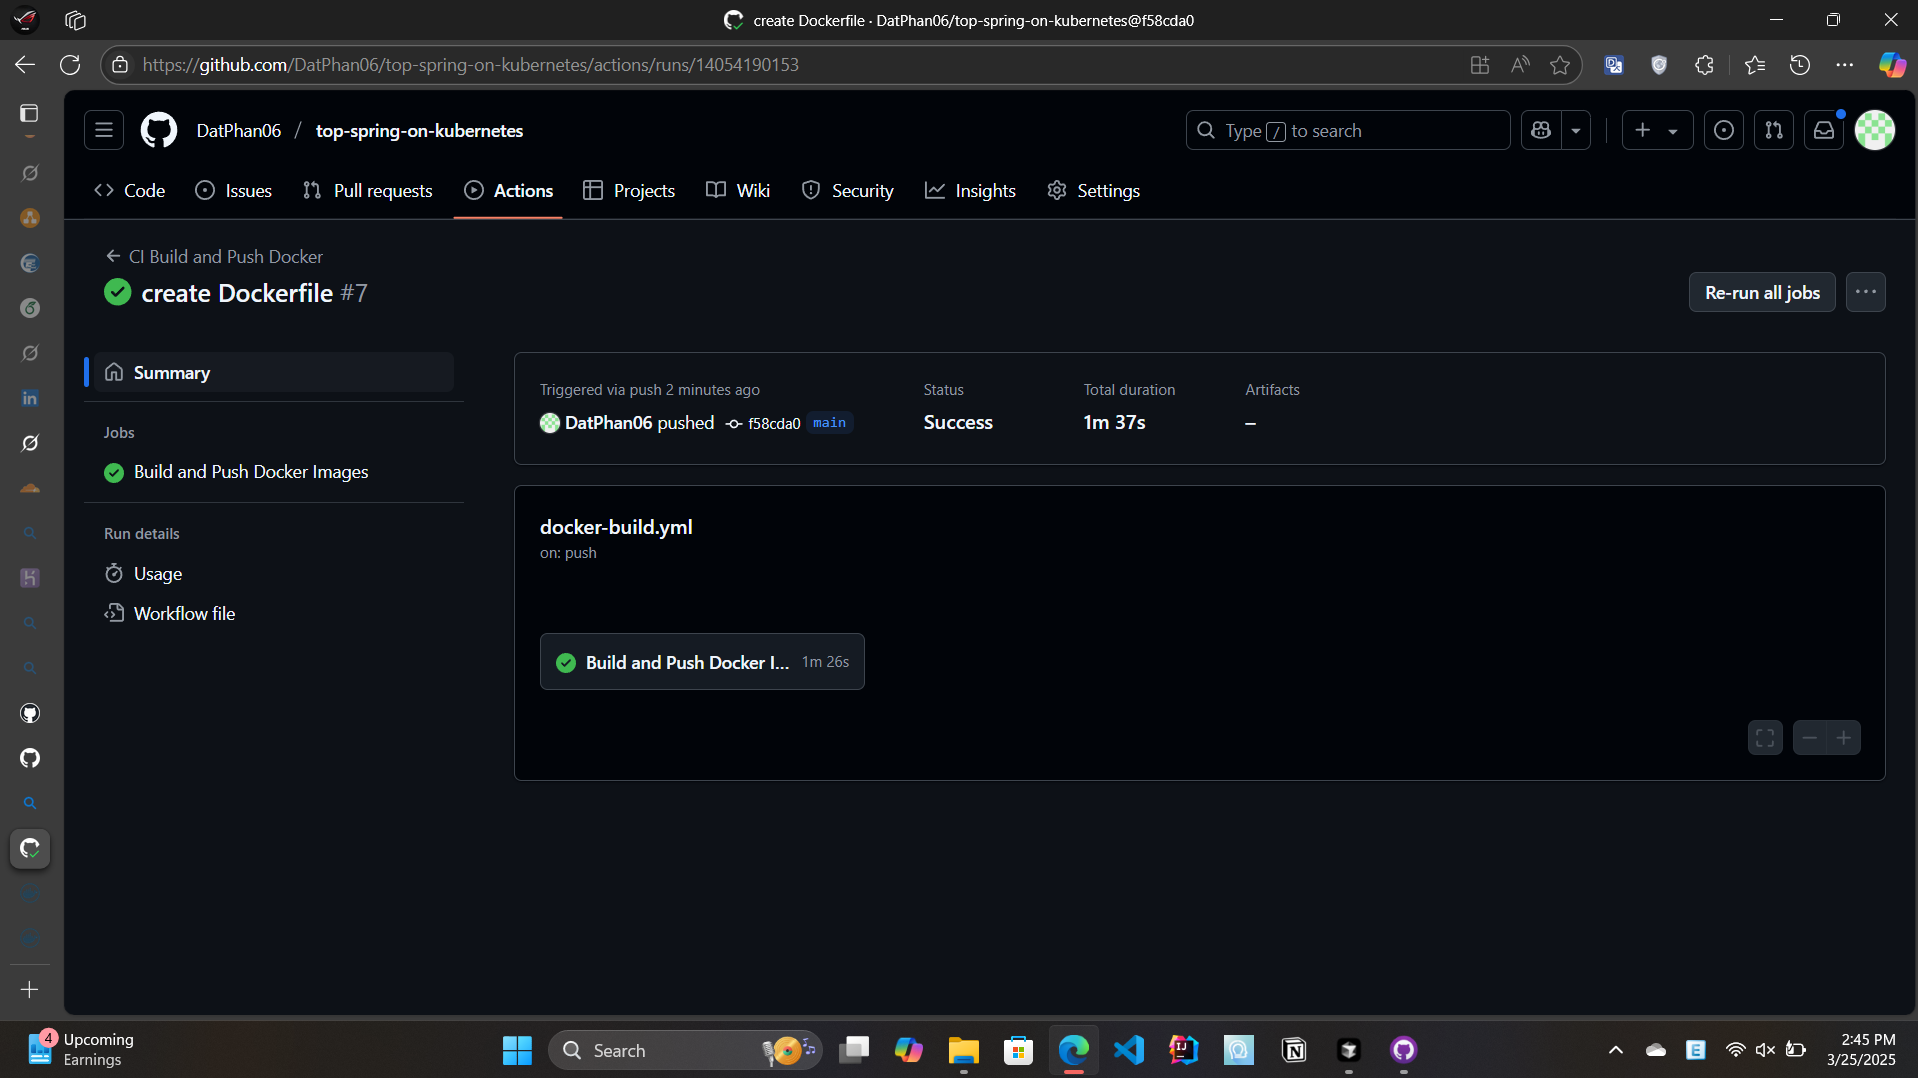 create Dockerfile · DatPhan06/top-spring-on-kubernetes@f58cda0
https://github.com/DatPhan06/top-spring-on-kubernetes/actions/runs/14054190153
DatPhan06 / top-spring-on-kubernetes
Type / to search
Code Issues Pull requests Actions Projects Wiki Security Insights Settings
CI Build and Push Docker
create Dockerfile #7
Re-run all jobs
Summary
Jobs
Build and Push Docker Images
Run details
Usage
Workflow file
Triggered via push 2 minutes ago
DatPhan06 pushed f58cda0 main
Status
Success
Total duration
1m 37s
Artifacts
–
docker-build.yml
on: push
Build and Push Docker I... 1m 26s
4
Upcoming
Earnings
Search
2:45 PM
3/25/2025